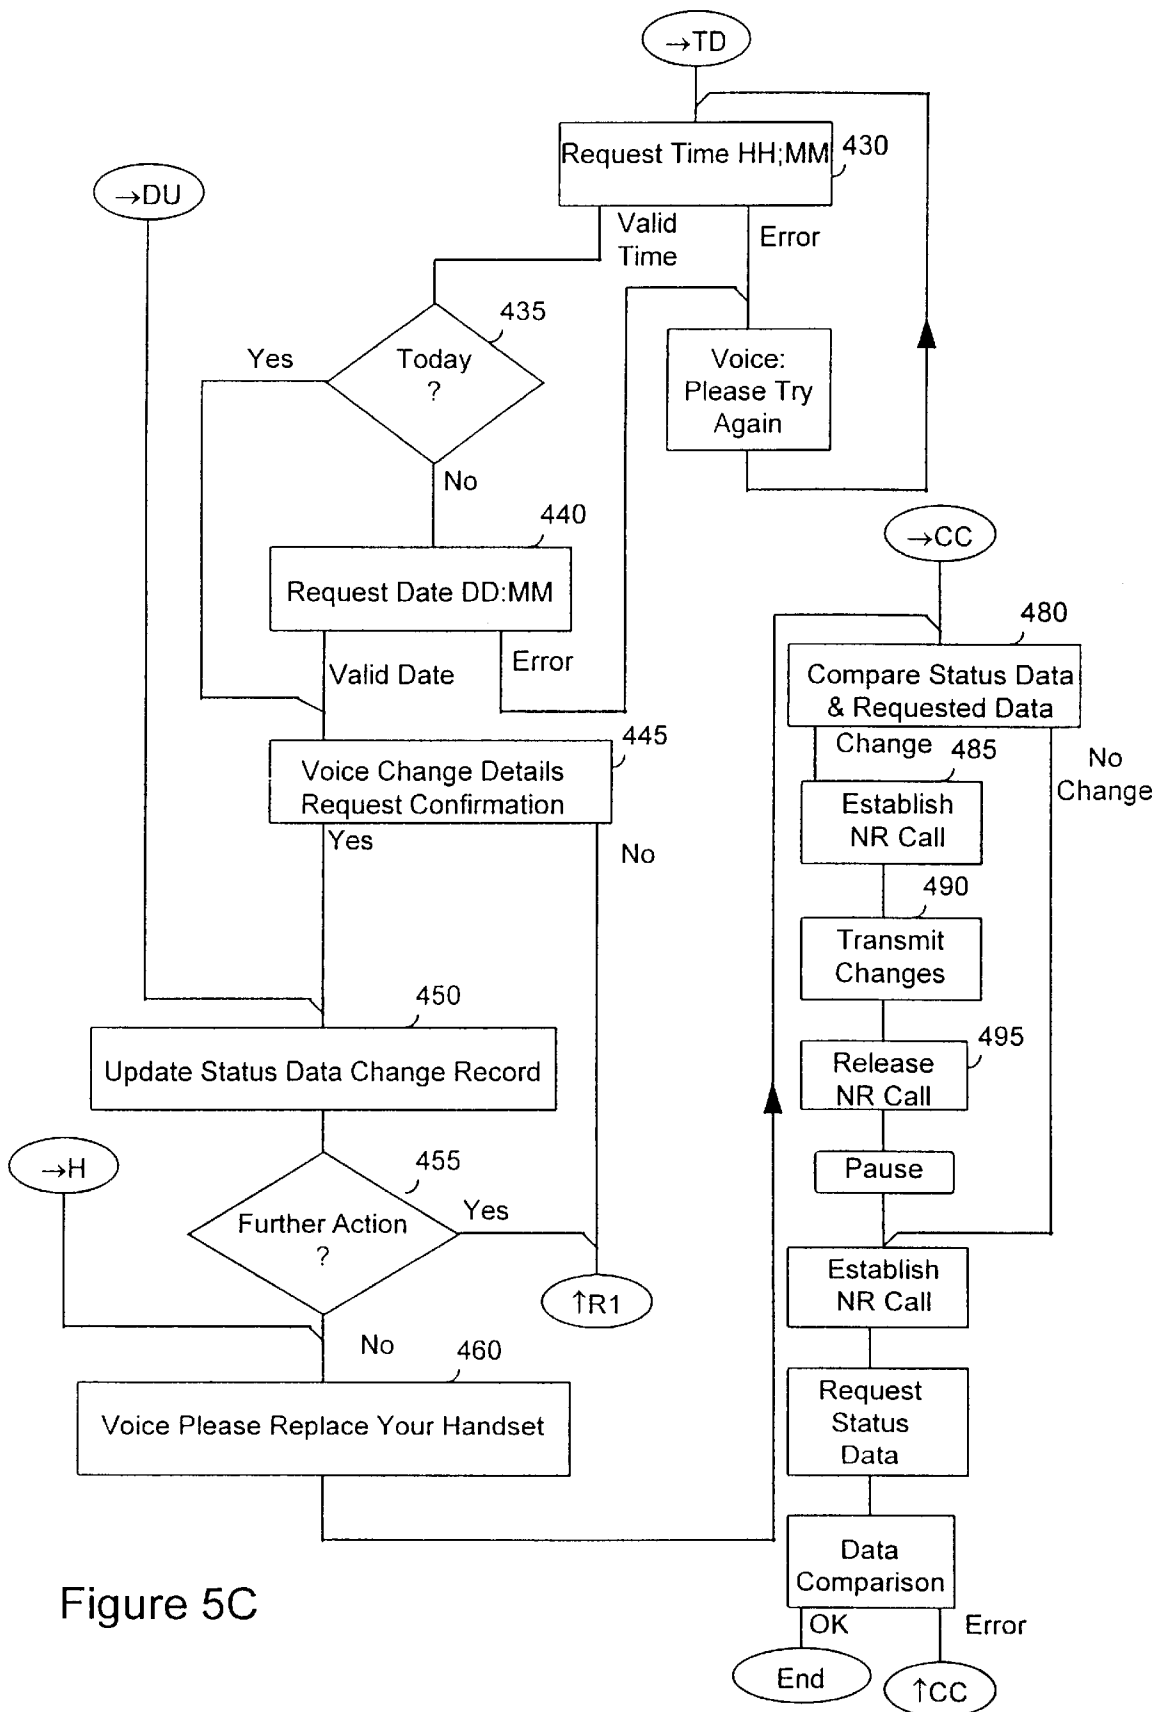 →TD
Request Time HH;MM
430
→DU
Valid
Time
Error
435
Today
?
Yes
Voice:
Please Try
Again
No
440
Request Date DD:MM
→CC
480
Valid Date
Error
Compare Status Data
& Requested Data
445
Voice Change Details
Request Confirmation
Change
485
No
Change
Establish
NR Call
Yes
No
490
Transmit
Changes
450
Update Status Data Change Record
495
Release
NR Call
→H
455
Further Action
?
Yes
Pause
↑R1
Establish
NR Call
No
460
Voice Please Replace Your Handset
Request
Status
Data
Data
Comparison
Figure 5C
OK
Error
End
↑CC